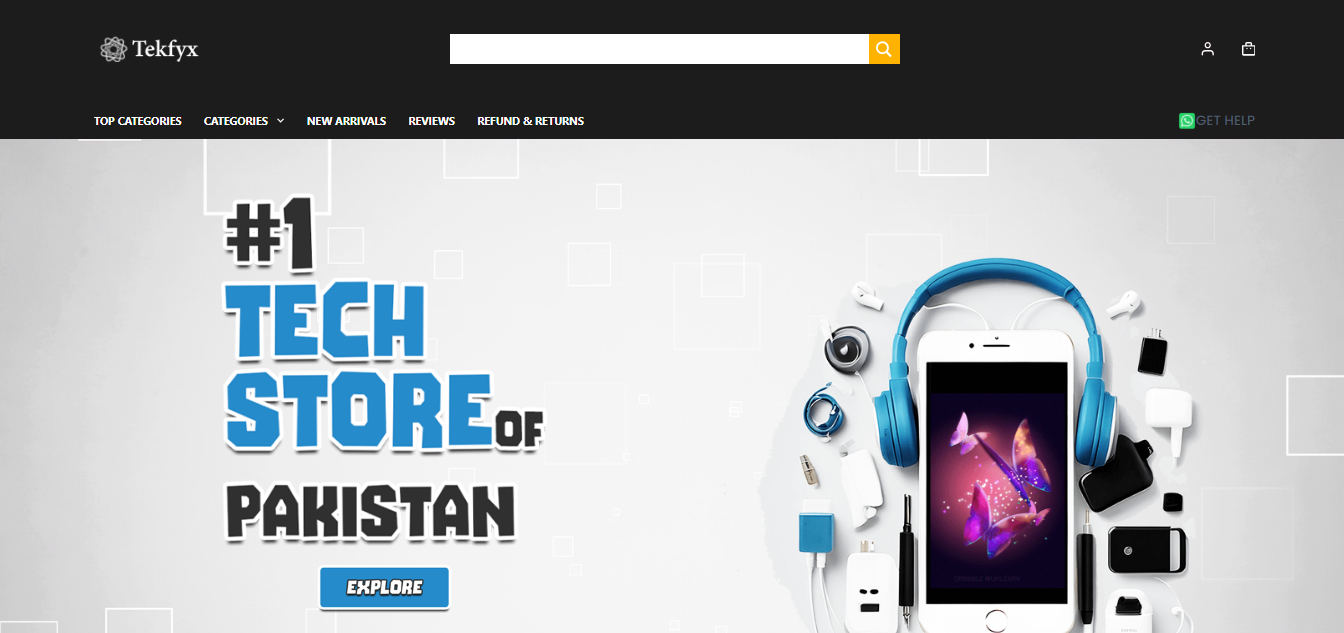 Tekfyx
TOP CATEGORIES
CATEGORIES
NEW ARRIVALS
REVIEWS
REFUND & RETURNS
GET HELP
#1
TECH
STORE OF
PAKISTAN
EXPLORE